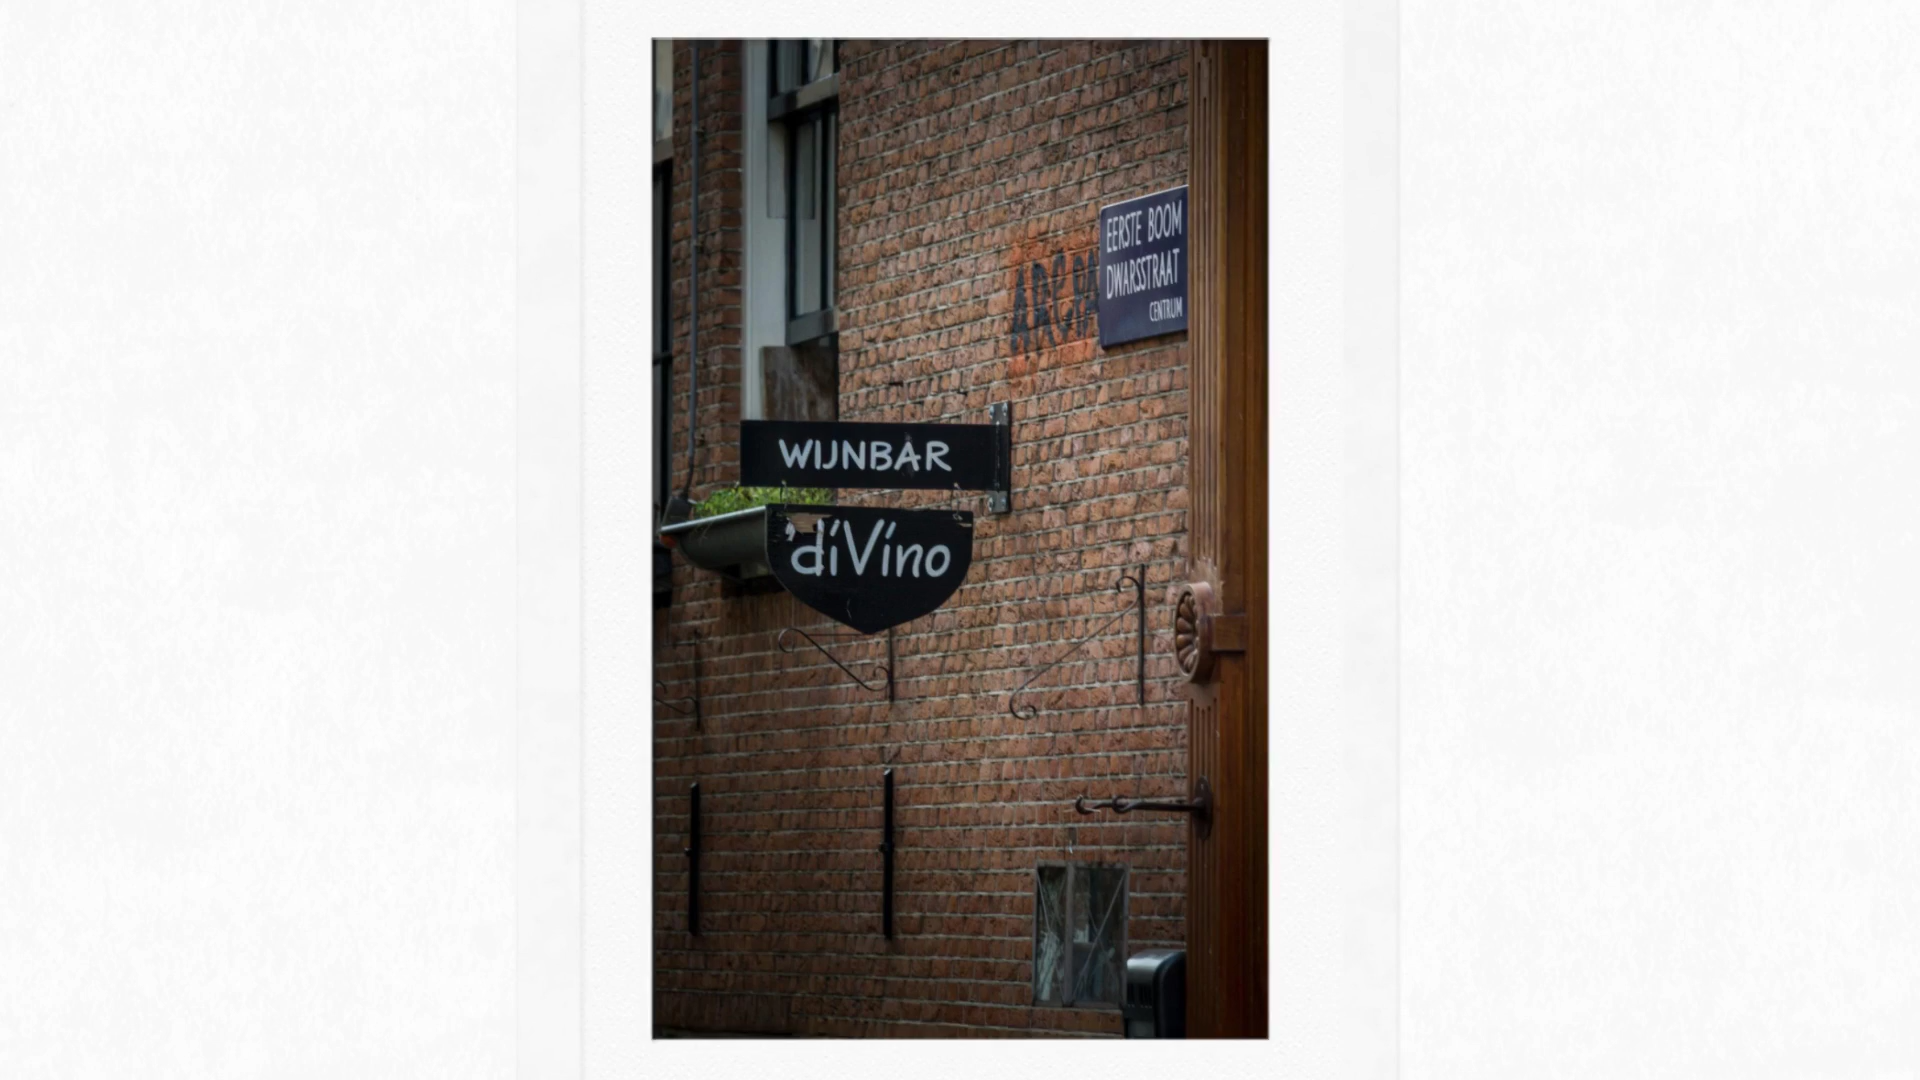 EERSTE BOOM
DWARSSTRAAT
CENTRUM
WIJNBAR
'diVino